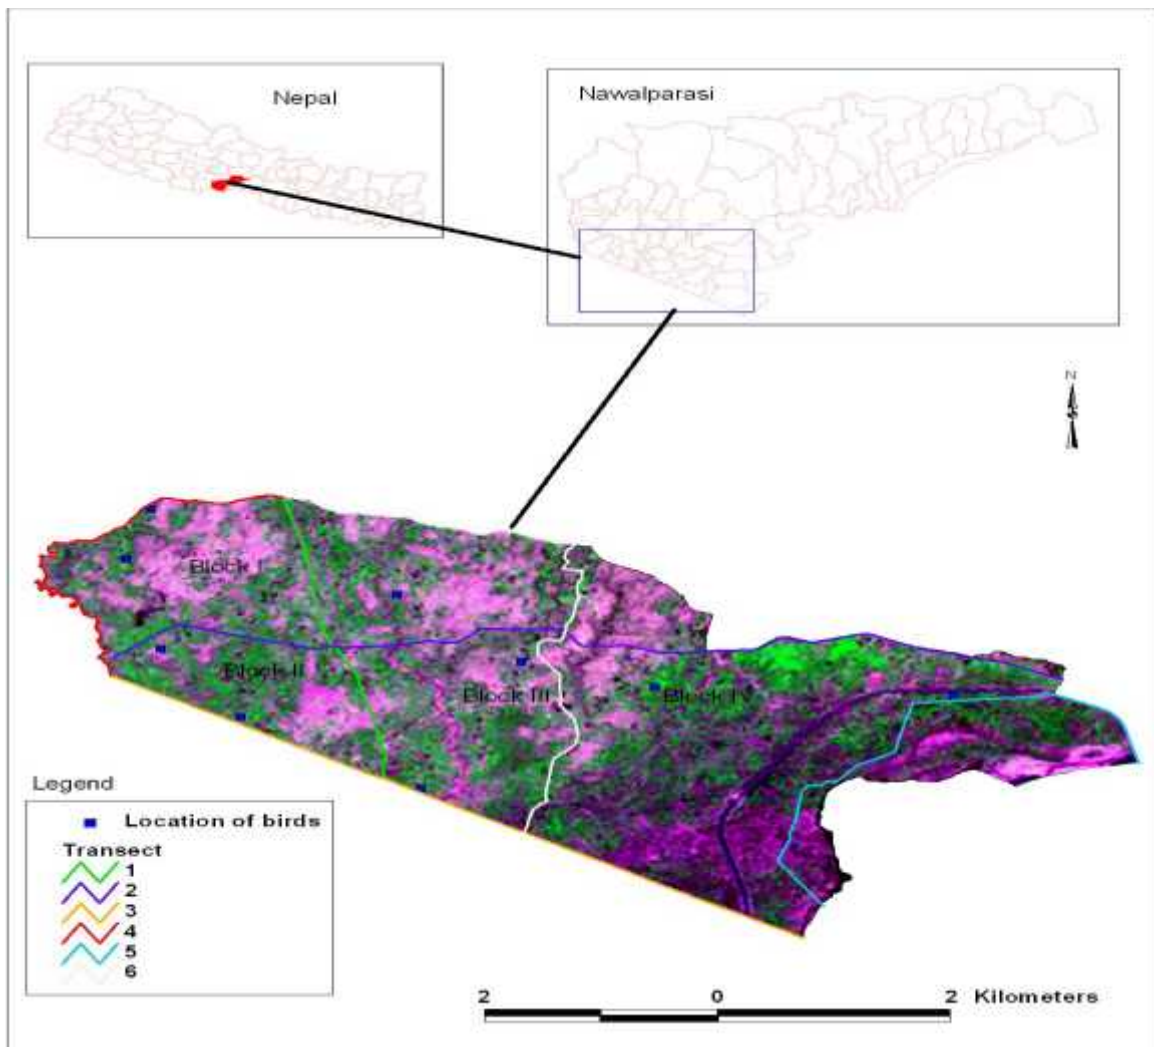 Nepal
Nawalparasi
N
Block I
Block II
Block III
Block IV
Legend
Location of birds
Transect
1
2
3
4
5
6
2 0 2 Kilometers